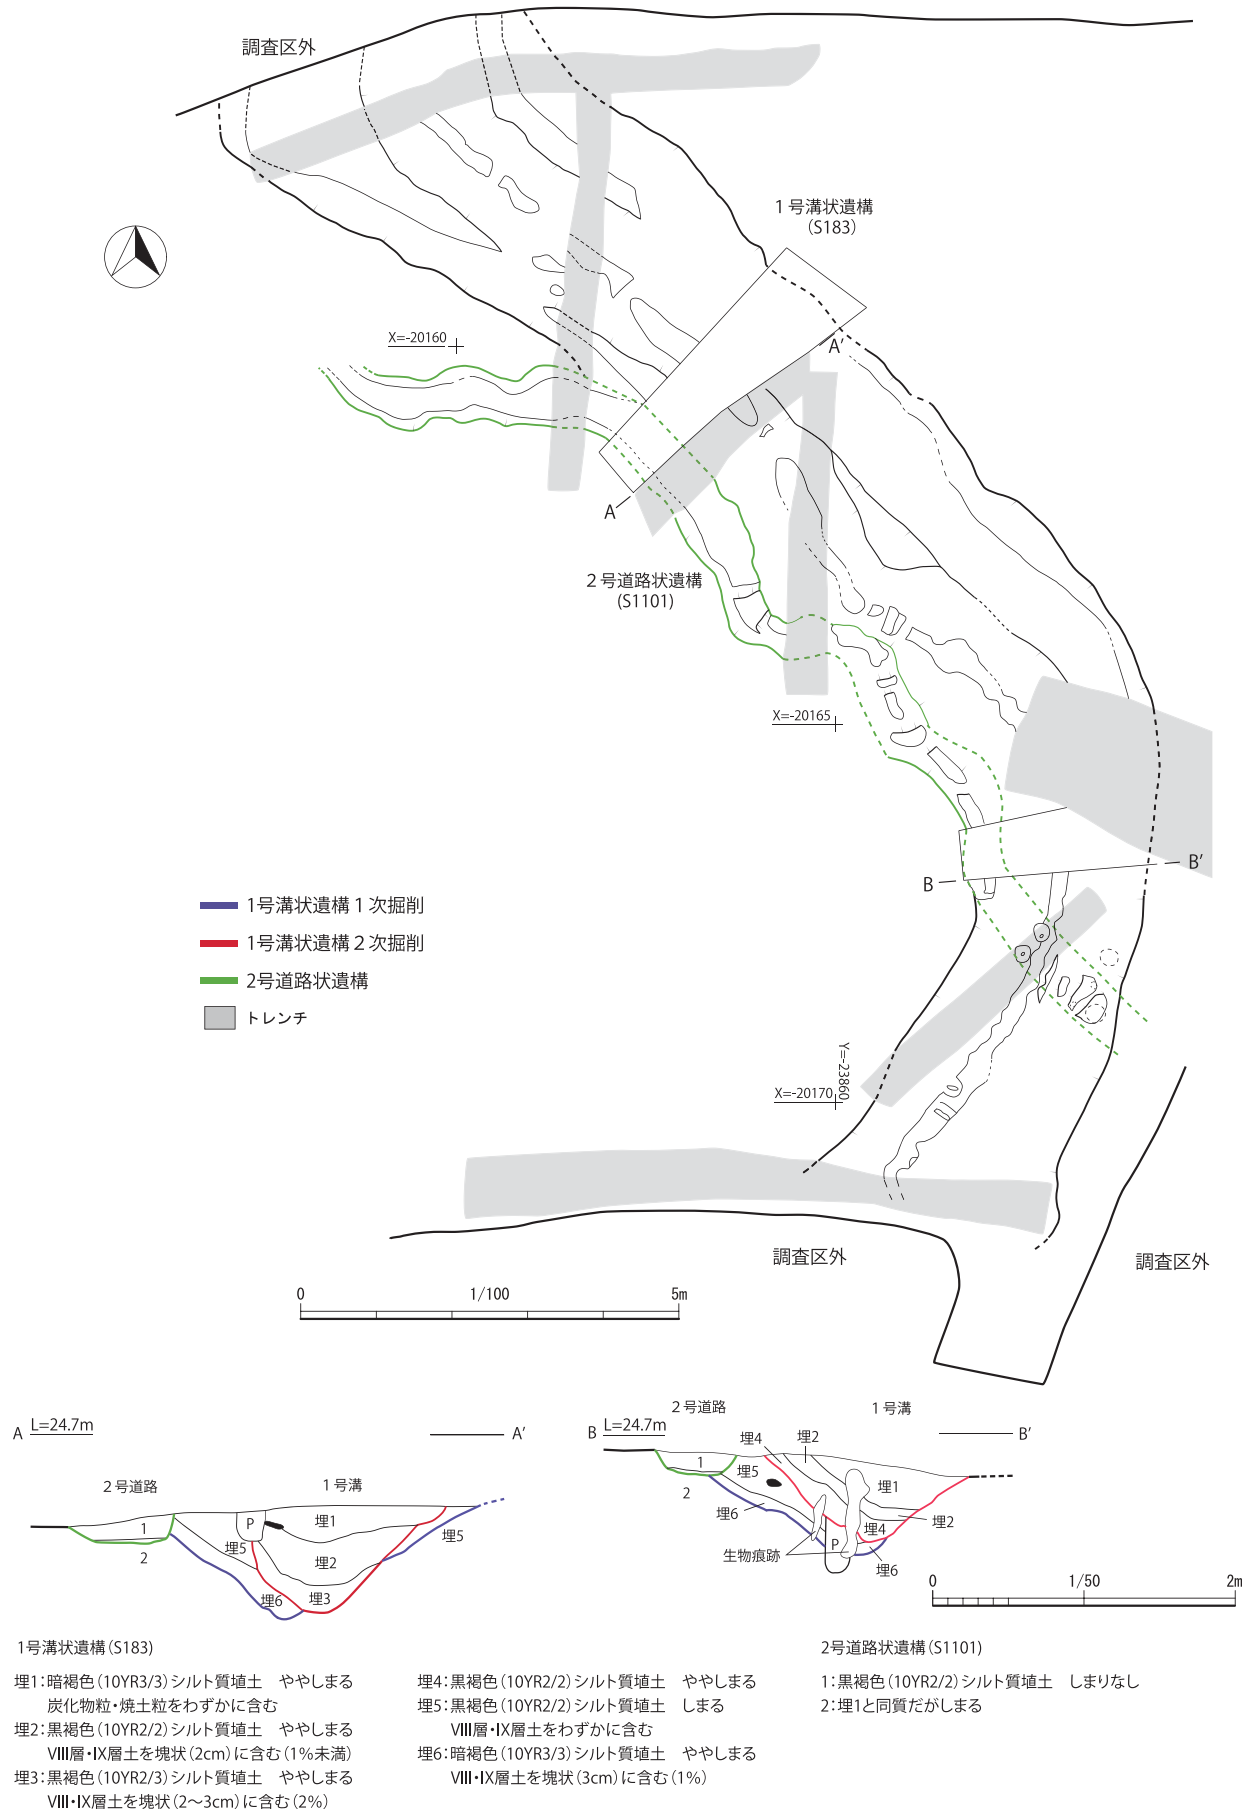 調査区外
1号溝状遺構
(S183)
X=-20160
A'
A
2号道路状遺構
(S1101)
X=-20165
B'
B
1号溝状遺構1次掘削
1号溝状遺構2次掘削
2号道路状遺構
トレンチ
Y=-23860
X=-20170
調査区外
調査区外
0 1/100 5m
A L=24.7m A'
2号道路 1号溝
1
2
P
埋1
埋5
埋2
埋5
埋6
埋3
2号道路 1号溝
B L=24.7m B'
埋4 埋2
1
2
埋5
埋1
埋6
埋2
埋4
P
生物痕跡
埋6
0 1/50 2m
1号溝状遺構(S183)
埋1:暗褐色(10YR3/3)シルト質埴土 ややしまる
炭化物粒・焼土粒をわずかに含む
埋2:黒褐色(10YR2/2)シルト質埴土 ややしまる
Ⅷ層・Ⅸ層土を塊状(2cm)に含む(1%未満)
埋3:黒褐色(10YR2/3)シルト質埴土 ややしまる
Ⅷ・Ⅸ層土を塊状(2〜3cm)に含む(2%)
埋4:黒褐色(10YR2/2)シルト質埴土 ややしまる
埋5:黒褐色(10YR2/2)シルト質埴土 しまる
Ⅷ層・Ⅸ層土をわずかに含む
埋6:暗褐色(10YR3/3)シルト質埴土 ややしまる
Ⅷ・Ⅸ層土を塊状(3cm)に含む(1%)
2号道路状遺構(S1101)
1:黒褐色(10YR2/2)シルト質埴土 しまりなし
2:埋1と同質だがしまる